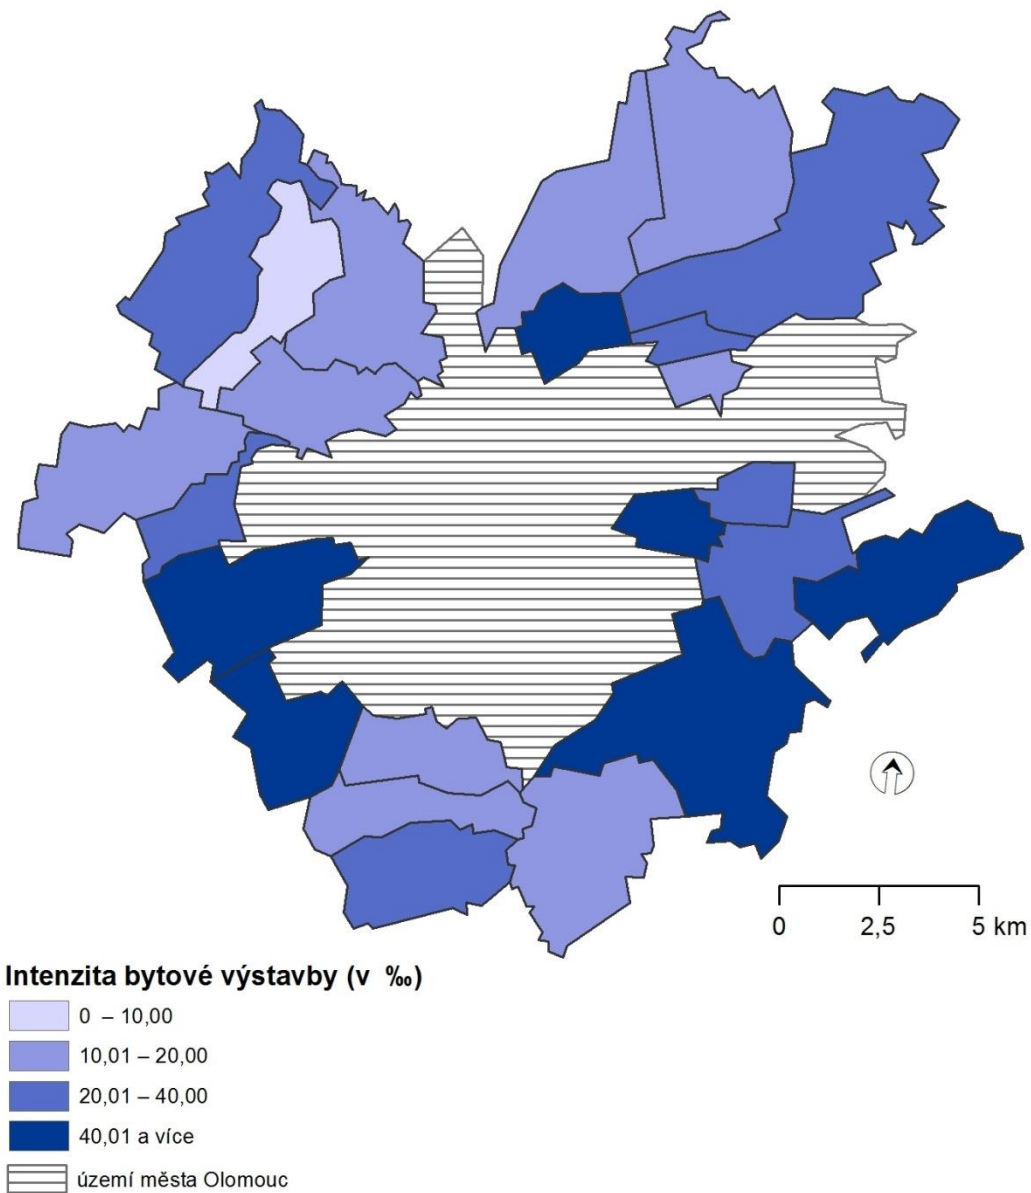 0 2,5 5 km
Intenzita bytové výstavby (v ‰)
0 – 10,00
10,01 – 20,00
20,01 – 40,00
40,01 a více
území města Olomouc